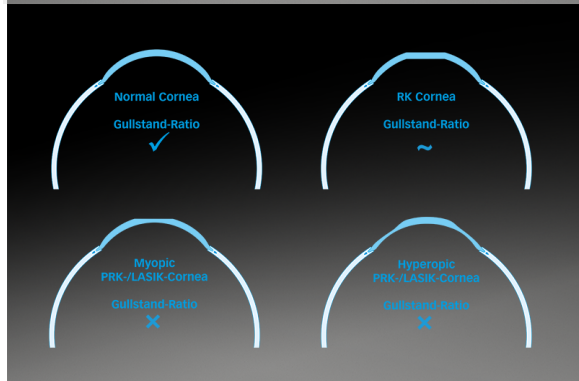 Normal Cornea
Gullstand-Ratio
✓
RK Cornea
Gullstand-Ratio
~
Myopic
PRK-/LASIK-Cornea
Gullstand-Ratio
×
Hyperopic
PRK-/LASIK-Cornea
Gullstand-Ratio
×